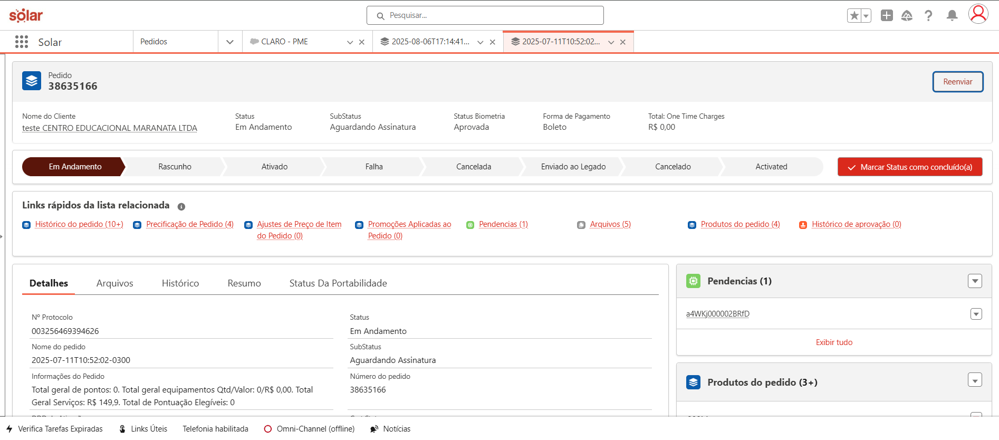 solar
Pesquisar...
Solar
Pedidos
CLARO - PME
2025-08-06T17:14:41...
2025-07-11T10:52:02...
Pedido
38635166
Reenviar
Nome do Cliente
Status
SubStatus
Status Biometria
Forma de Pagamento
Total: One Time Charges
teste CENTRO EDUCACIONAL MARANATA LTDA
Em Andamento
Aguardando Assinatura
Aprovada
Boleto
R$ 0,00
Em Andamento
Rascunho
Ativado
Falha
Cancelada
Enviado ao Legado
Cancelado
Activated
Marcar Status como concluído(a)
Links rápidos da lista relacionada
Histórico do pedido (10+)
Precificação de Pedido (4)
Ajustes de Preço de Item
do Pedido (0)
Promoções Aplicadas ao
Pedido (0)
Pendencias (1)
Arquivos (5)
Produtos do pedido (4)
Histórico de aprovação (0)
Detalhes
Arquivos
Histórico
Resumo
Status Da Portabilidade
Nº Protocolo
003256469394626
Status
Em Andamento
Nome do pedido
2025-07-11T10:52:02-0300
SubStatus
Aguardando Assinatura
Informações do Pedido
Total geral de pontos: 0. Total geral equipamentos Qtd/Valor: 0/R$ 0,00. Total
Geral Serviços: R$ 149,9. Total de Pontuação Elegíveis: 0
Número do pedido
38635166
Pendencias (1)
a4WKj000002BRfD
Exibir tudo
Produtos do pedido (3+)
Verifica Tarefas Expiradas
Links Úteis
Telefonia habilitada
Omni-Channel (offline)
Notícias